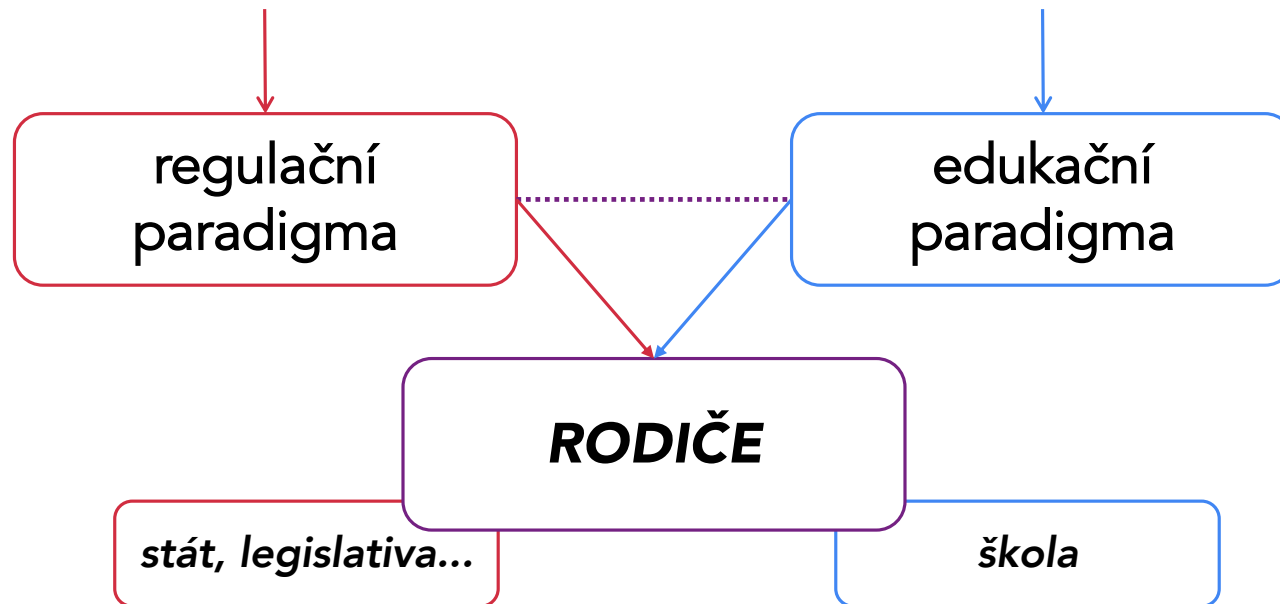 regulační
paradigma
edukační
paradigma
RODIČE
stát, legislativa...
škola